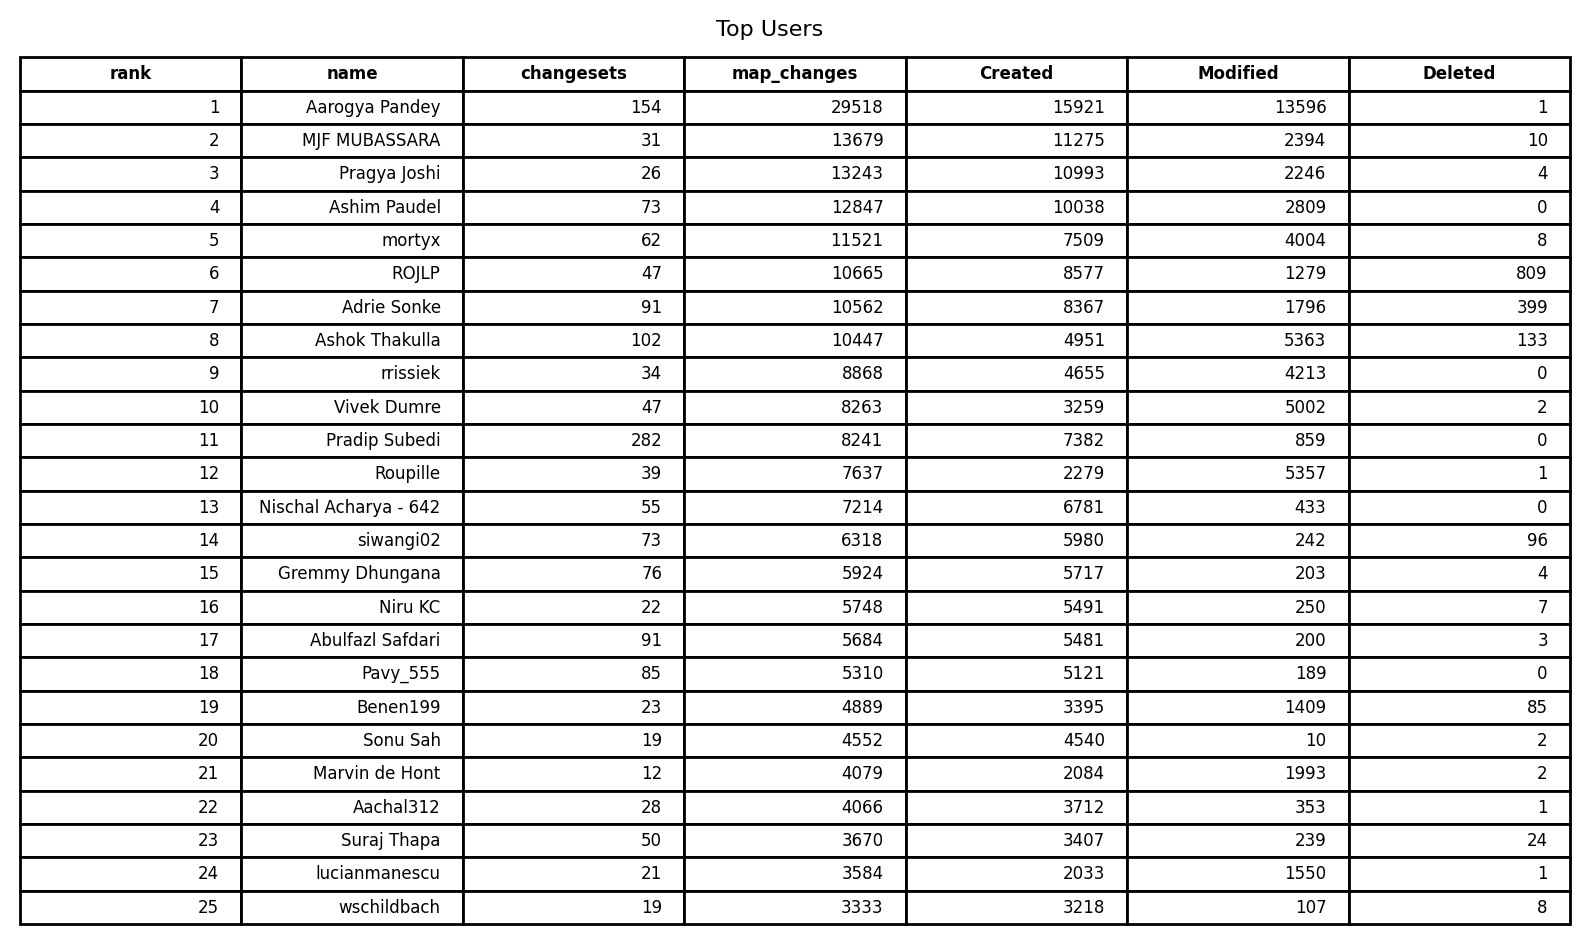 Top Users
rank name changesets map_changes Created Modified Deleted
1 Aarogya Pandey 154 29518 15921 13596 1
2 MJF MUBASSARA 31 13679 11275 2394 10
3 Pragya Joshi 26 13243 10993 2246 4
4 Ashim Paudel 73 12847 10038 2809 0
5 mortyx 62 11521 7509 4004 8
6 ROJLP 47 10665 8577 1279 809
7 Adrie Sonke 91 10562 8367 1796 399
8 Ashok Thakulla 102 10447 4951 5363 133
9 rrissiek 34 8868 4655 4213 0
10 Vivek Dumre 47 8263 3259 5002 2
11 Pradip Subedi 282 8241 7382 859 0
12 Roupille 39 7637 2279 5357 1
13 Nischal Acharya - 642 55 7214 6781 433 0
14 siwangi02 73 6318 5980 242 96
15 Gremmy Dhungana 76 5924 5717 203 4
16 Niru KC 22 5748 5491 250 7
17 Abulfazl Safdari 91 5684 5481 200 3
18 Pavy_555 85 5310 5121 189 0
19 Benen199 23 4889 3395 1409 85
20 Sonu Sah 19 4552 4540 10 2
21 Marvin de Hont 12 4079 2084 1993 2
22 Aachal312 28 4066 3712 353 1
23 Suraj Thapa 50 3670 3407 239 24
24 lucianmanescu 21 3584 2033 1550 1
25 wschildbach 19 3333 3218 107 8